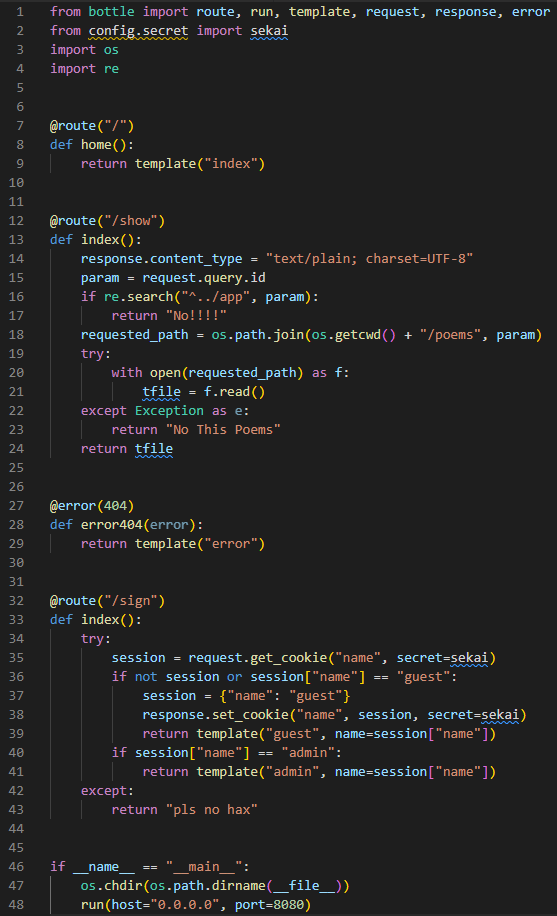 1 from bottle import route, run, template, request, response, error
2 from config.secret import sekai
3 import os
4 import re
5
6
7 @route("/")
8 def home():
9     return template("index")
10
11
12 @route("/show")
13 def index():
14     response.content_type = "text/plain; charset=UTF-8"
15     param = request.query.id
16     if re.search("^../app", param):
17         return "No!!!!"
18     requested_path = os.path.join(os.getcwd() + "/poems", param)
19     try:
20         with open(requested_path) as f:
21             tfile = f.read()
22     except Exception as e:
23         return "No This Poems"
24     return tfile
25
26
27 @error(404)
28 def error404(error):
29     return template("error")
30
31
32 @route("/sign")
33 def index():
34     try:
35         session = request.get_cookie("name", secret=sekai)
36         if not session or session["name"] == "guest":
37             session = {"name": "guest"}
38             response.set_cookie("name", session, secret=sekai)
39             return template("guest", name=session["name"])
40         if session["name"] == "admin":
41             return template("admin", name=session["name"])
42     except:
43         return "pls no hax"
44
45
46 if __name__ == "__main__":
47     os.chdir(os.path.dirname(__file__))
48     run(host="0.0.0.0", port=8080)